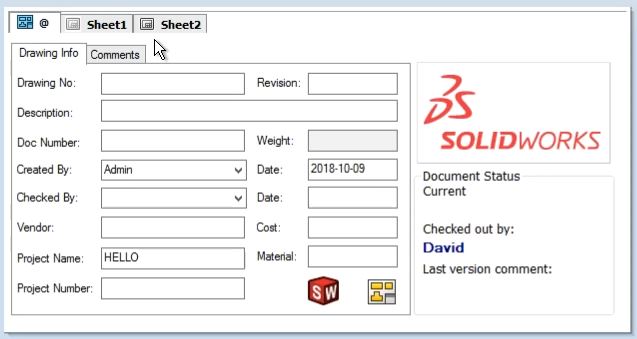 @ Sheet1 Sheet2
Drawing Info Comments
Drawing No: Revision:
Description:
Doc Number: Weight:
Created By: Admin Date: 2018-10-09
Checked By: Date:
Vendor: Cost:
Project Name: HELLO Material:
Project Number: SW
SOLIDWORKS
Document Status
Current
Checked out by:
David
Last version comment: